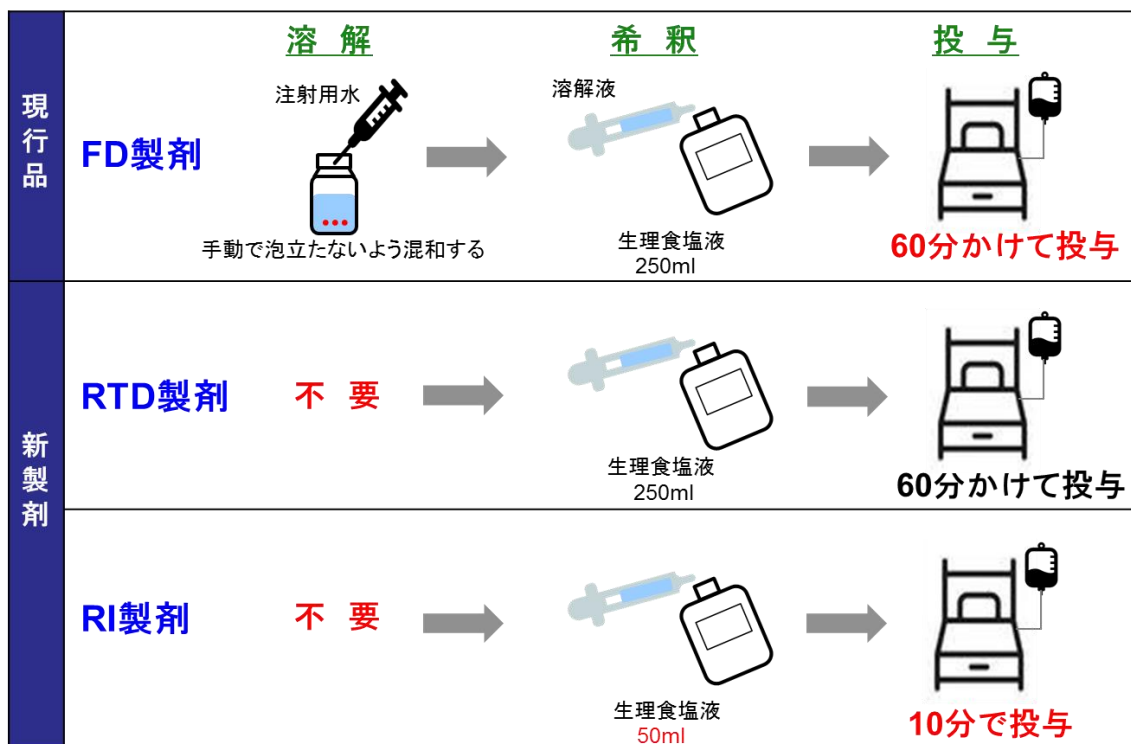 溶 解
希 釈
投 与
現行品
FD製剤
注射用水
手動で泡立たないよう混和する
溶解液
生理食塩液
250ml
60分かけて投与
新製剤
RTD製剤
不 要
生理食塩液
250ml
60分かけて投与
RI製剤
不 要
生理食塩液
50ml
10分で投与